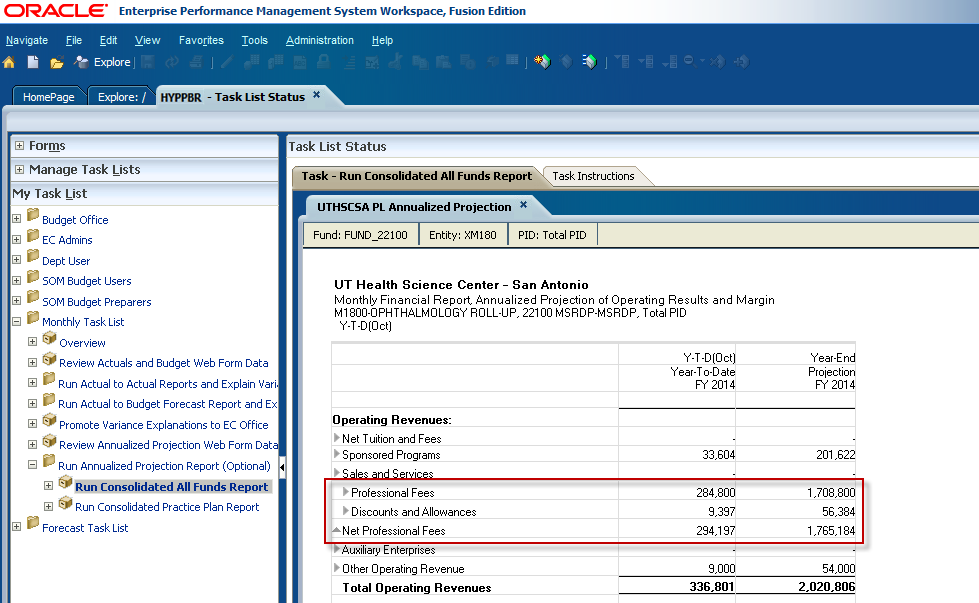 ORACLE Enterprise Performance Management System Workspace, Fusion Edition
Navigate File Edit View Favorites Tools Administration Help
Explore
HomePage Explore: / HYPPBR - Task List Status
Forms
Manage Task Lists
My Task List
Budget Office
EC Admins
Dept User
SOM Budget Users
SOM Budget Preparers
Monthly Task List
Overview
Review Actuals and Budget Web Form Data
Run Actual to Actual Reports and Explain Vari
Run Actual to Budget Forecast Report and Ex
Promote Variance Explanations to EC Office
Review Annualized Projection Web Form Data
Run Annualized Projection Report (Optional)
Run Consolidated All Funds Report
Run Consolidated Practice Plan Report
Forecast Task List
Task List Status
Task - Run Consolidated All Funds Report Task Instructions
UTHSCSA PL Annualized Projection
Fund: FUND_22100 Entity: XM180 PID: Total PID
UT Health Science Center - San Antonio
Monthly Financial Report, Annualized Projection of Operating Results and Margin
M1800-OPHTHALMOLOGY ROLL-UP, 22100 MSRDP-MSRDP, Total PID
Y-T-D(Oct)
Y-T-D(Oct) Year-End
Year-To-Date Projection
FY 2014 FY 2014
Operating Revenues:
Net Tuition and Fees - -
Sponsored Programs 33,604 201,622
Sales and Services - -
Professional Fees 284,800 1,708,800
Discounts and Allowances 9,397 56,384
Net Professional Fees 294,197 1,765,184
Auxiliary Enterprises - -
Other Operating Revenue 9,000 54,000
Total Operating Revenues 336,801 2,020,806